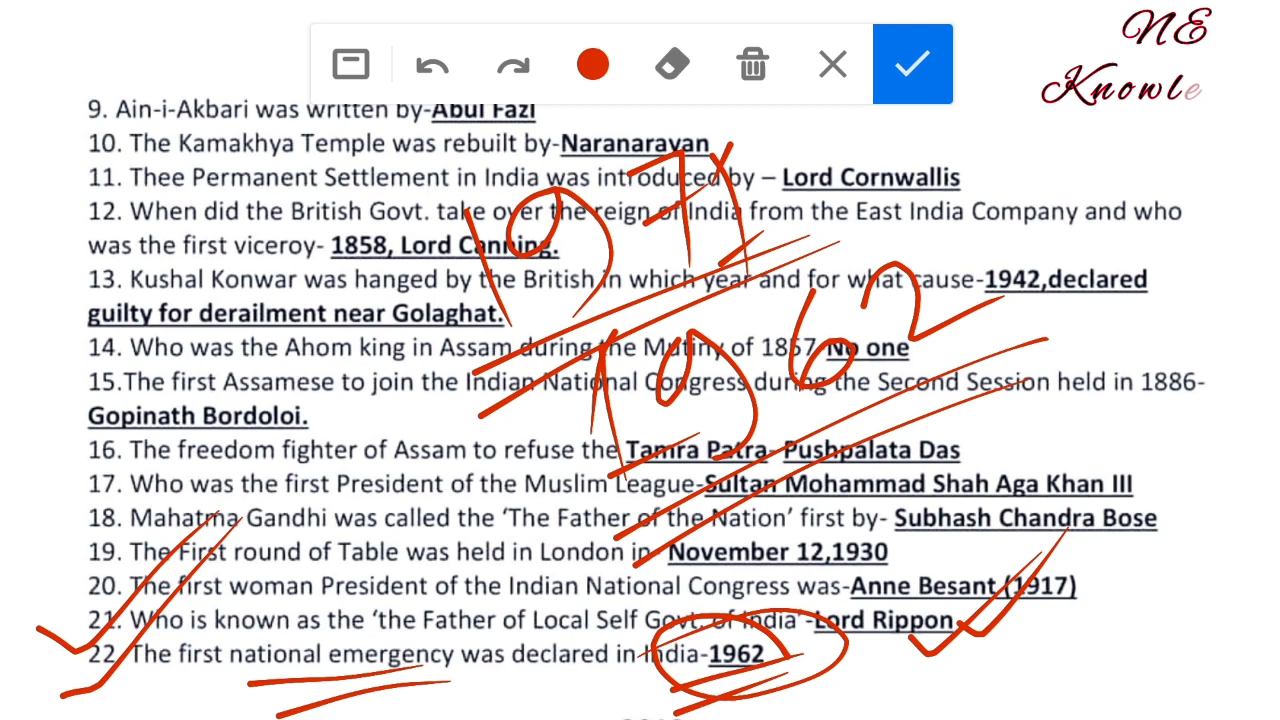 NE
Knowle
9. Ain-i-Akbari was written by-Abul Fazl
10. The Kamakhya Temple was rebuilt by-Naranarayan
11. Thee Permanent Settlement in India was introduced by – Lord Cornwallis
12. When did the British Govt. take over the reign of India from the East India Company and who
was the first viceroy- 1858, Lord Canning.
13. Kushal Konwar was hanged by the British in which year and for what cause-1942,declared
guilty for derailment near Golaghat.
14. Who was the Ahom king in Assam during the Mutiny of 1857-No one
15.The first Assamese to join the Indian National Congress during the Second Session held in 1886-
Gopinath Bordoloi.
16. The freedom fighter of Assam to refuse the Tamra Patra- Pushpalata Das
17. Who was the first President of the Muslim League-Sultan Mohammad Shah Aga Khan III
18. Mahatma Gandhi was called the ‘The Father of the Nation’ first by- Subhash Chandra Bose
19. The First round of Table was held in London in- November 12,1930
20. The first woman President of the Indian National Congress was-Anne Besant (1917)
21. Who is known as the ‘the Father of Local Self Govt. of India’-Lord Rippon
22. The first national emergency was declared in India-1962
1971
1962